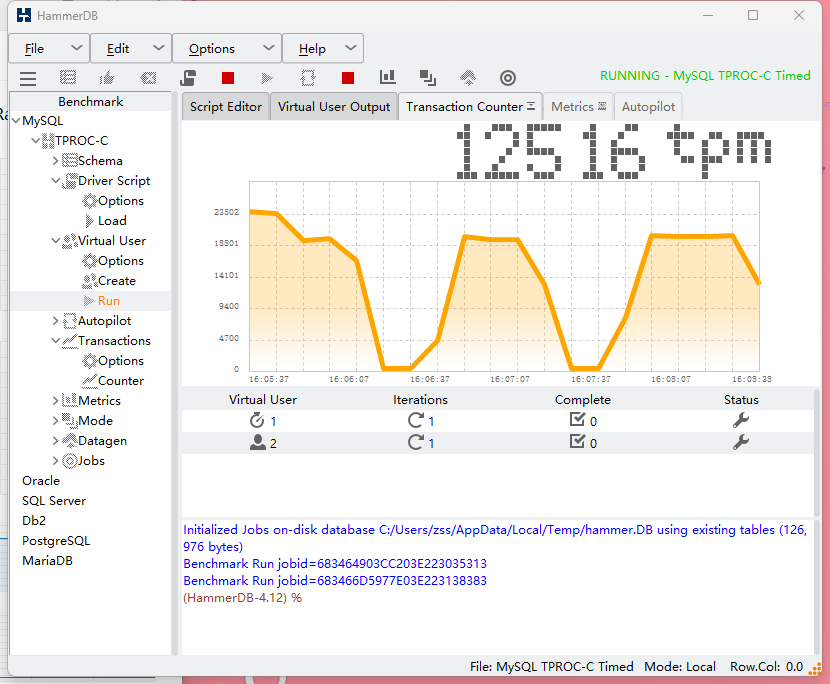 HammerDB
File Edit Options Help
RUNNING - MySQL TPROC-C Timed
Benchmark
MySQL
TPROC-C
Schema
Driver Script
Options
Load
Virtual User
Options
Create
Run
Autopilot
Transactions
Options
Counter
Metrics
Mode
Datagen
Jobs
Oracle
SQL Server
Db2
PostgreSQL
MariaDB
Script Editor Virtual User Output Transaction Counter Metrics Autopilot
12516 tpm
23502
18801
14101
9400
4700
0
16:05:37 16:06:07 16:06:37 16:07:07 16:07:37 16:08:07 16:08:38
Virtual User Iterations Complete Status
1 1 0
2 1 0
Initialized Jobs on-disk database C:/Users/zss/AppData/Local/Temp/hammer.DB using existing tables (126,
976 bytes)
Benchmark Run jobid=683464903CC203E223035313
Benchmark Run jobid=683466D5977E03E223138383
(HammerDB-4.12) %
File: MySQL TPROC-C Timed Mode: Local Row.Col: 0.0